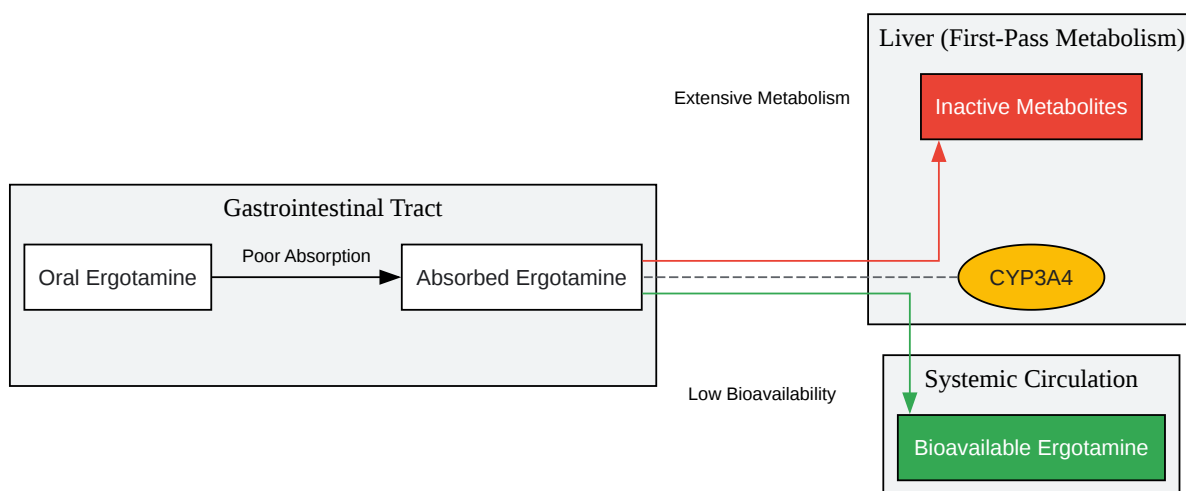 Liver (First-Pass Metabolism)
Extensive Metabolism
Inactive Metabolites
Gastrointestinal Tract
Oral Ergotamine
Poor Absorption
Absorbed Ergotamine
CYP3A4
Low Bioavailability
Systemic Circulation
Bioavailable Ergotamine